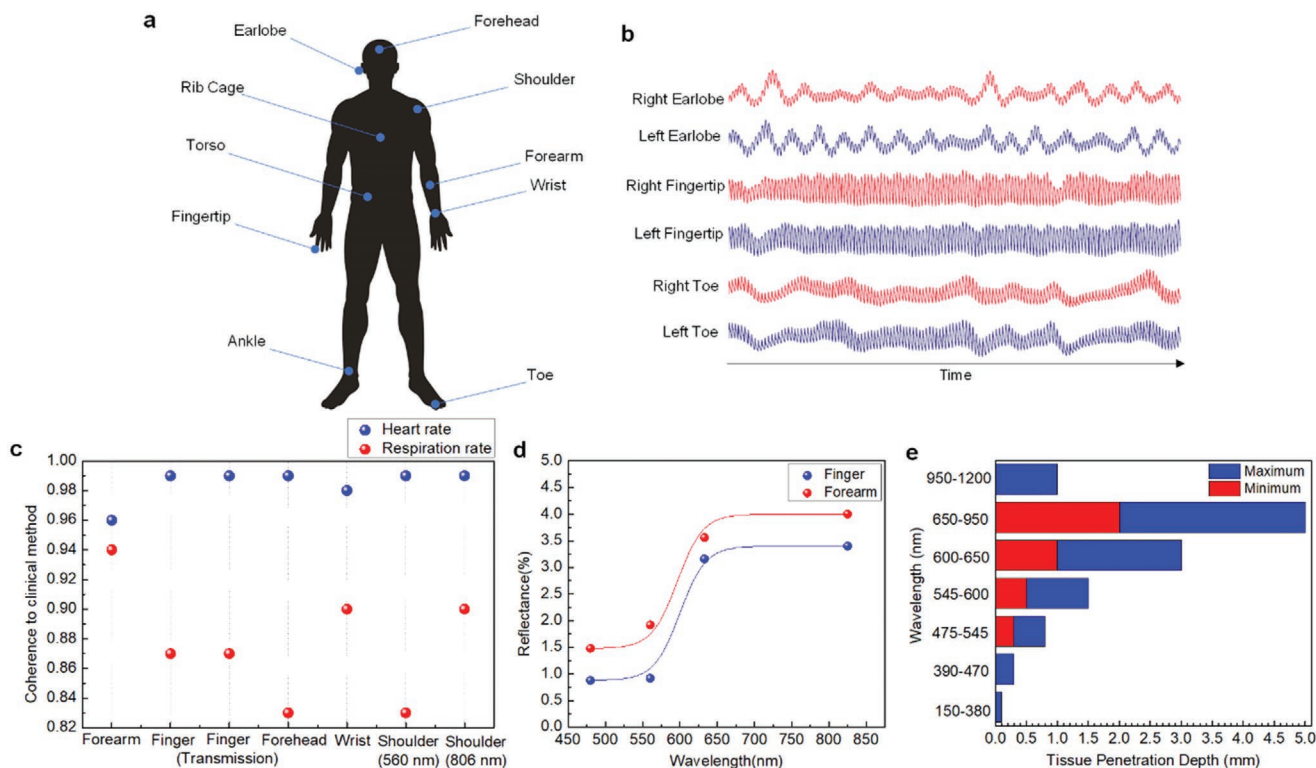 a
Forehead
Earlobe
Rib Cage
Shoulder
Torso
Forearm
Wrist
Fingertip
Ankle
Toe
b
Right Earlobe
Left Earlobe
Right Fingertip
Left Fingertip
Right Toe
Left Toe
Time
c
Heart rate
Respiration rate
Coherence to clinical method
1.00
0.98
0.96
0.94
0.92
0.90
0.88
0.86
0.84
0.82
Forearm Finger Finger Forehead Wrist Shoulder Shoulder
(Transmission) (560 nm) (806 nm)
d
Finger
Forearm
Reflectance(%)
5.0
4.5
4.0
3.5
3.0
2.5
2.0
1.5
1.0
0.5
0.0
450 500 550 600 650 700 750 800 850
Wavelength(nm)
e
Maximum
Minimum
Wavelength (nm)
950-1200
650-950
600-650
545-600
475-545
390-470
150-380
0.0 0.5 1.0 1.5 2.0 2.5 3.0 3.5 4.0 4.5 5.0
Tissue Penetration Depth (mm)